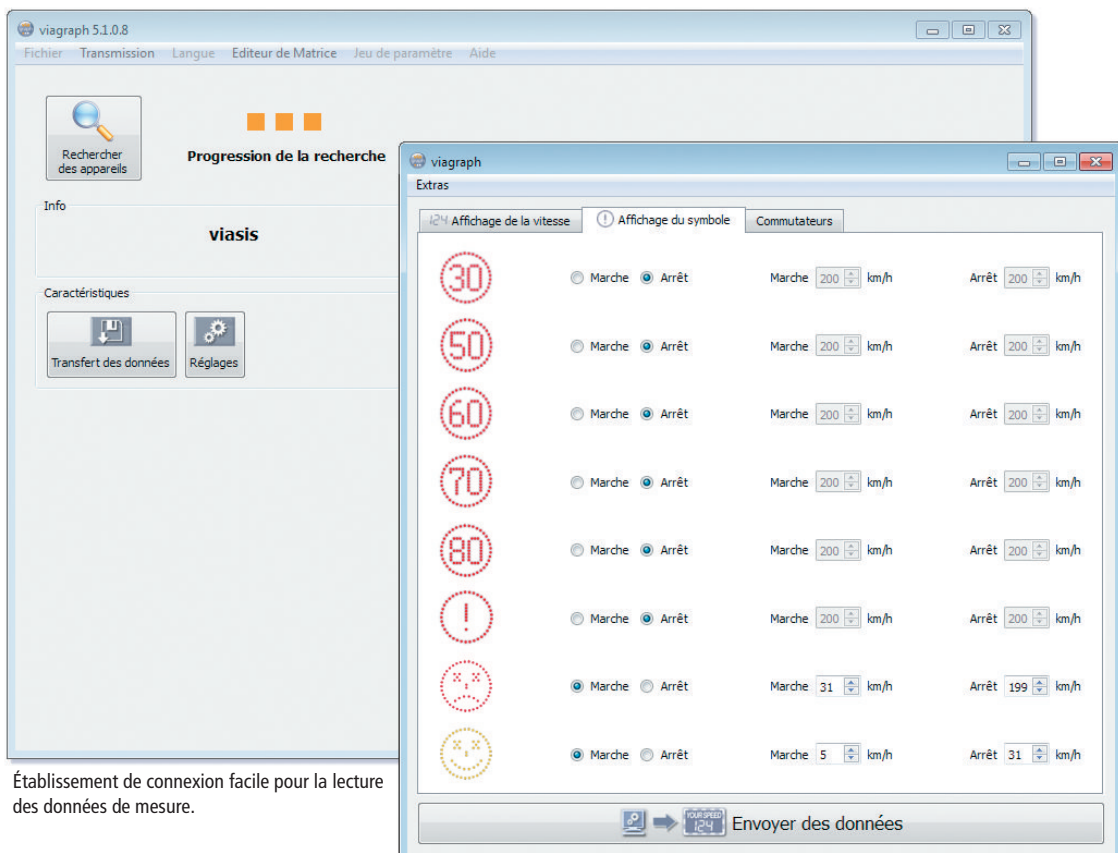 viagraph 5.1.0.8
Fichier Transmission Langue Editeur de Matrice Jeu de paramètre Aide
Rechercher
des appareils
Progression de la recherche
Info
viasis
Caractéristiques
Transfert des données
Réglages
Établissement de connexion facile pour la lecture
des données de mesure.
viagraph
Extras
124 Affichage de la vitesse ! Affichage du symbole Commutateurs
30 Marche Arrêt Marche 200 km/h Arrêt 200 km/h
50 Marche Arrêt Marche 200 km/h Arrêt 200 km/h
60 Marche Arrêt Marche 200 km/h Arrêt 200 km/h
70 Marche Arrêt Marche 200 km/h Arrêt 200 km/h
80 Marche Arrêt Marche 200 km/h Arrêt 200 km/h
! Marche Arrêt Marche 200 km/h Arrêt 200 km/h
Marche Arrêt Marche 31 km/h Arrêt 199 km/h
Marche Arrêt Marche 5 km/h Arrêt 31 km/h
YOUR SPEED
124
Envoyer des données